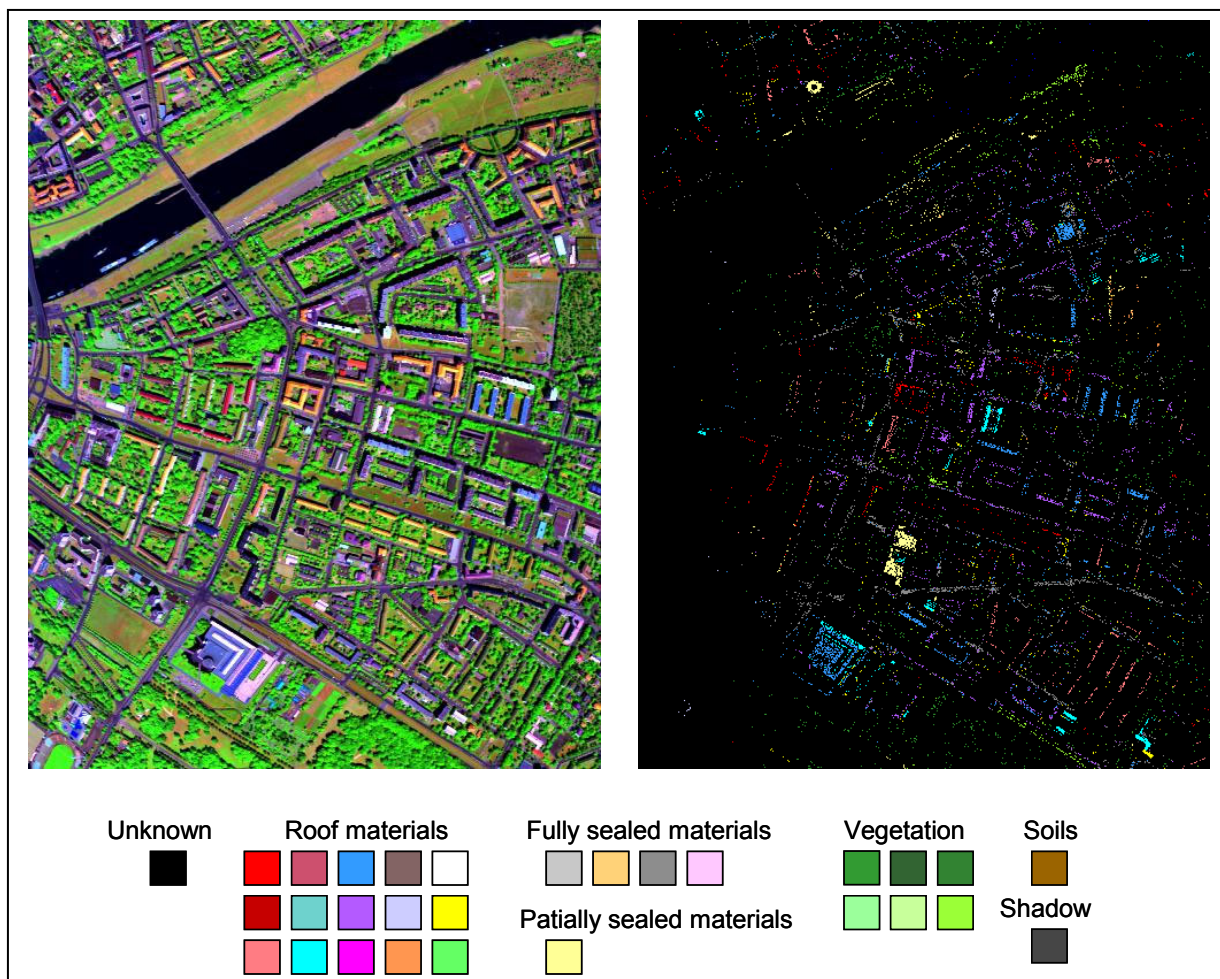 Unknown
Roof materials
Fully sealed materials
Vegetation
Soils
Patially sealed materials
Shadow